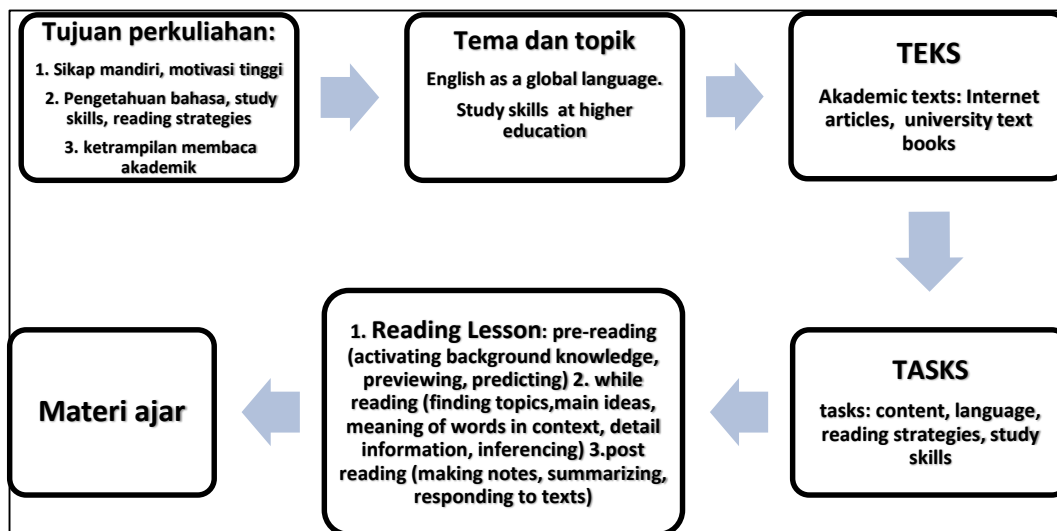 Tujuan perkuliahan:
1. Sikap mandiri, motivasi tinggi
2. Pengetahuan bahasa, study
skills, reading strategies
3. ketrampilan membaca
akademik
Tema dan topik
English as a global language.
Study skills at higher
education
TEKS
Akademic texts: Internet
articles, university text
books
TASKS
tasks: content, language,
reading strategies, study
skills
1. Reading Lesson: pre-reading
(activating background knowledge,
previewing, predicting) 2. while
reading (finding topics,main ideas,
meaning of words in context, detail
information, inferencing) 3.post
reading (making notes, summarizing,
responding to texts)
Materi ajar